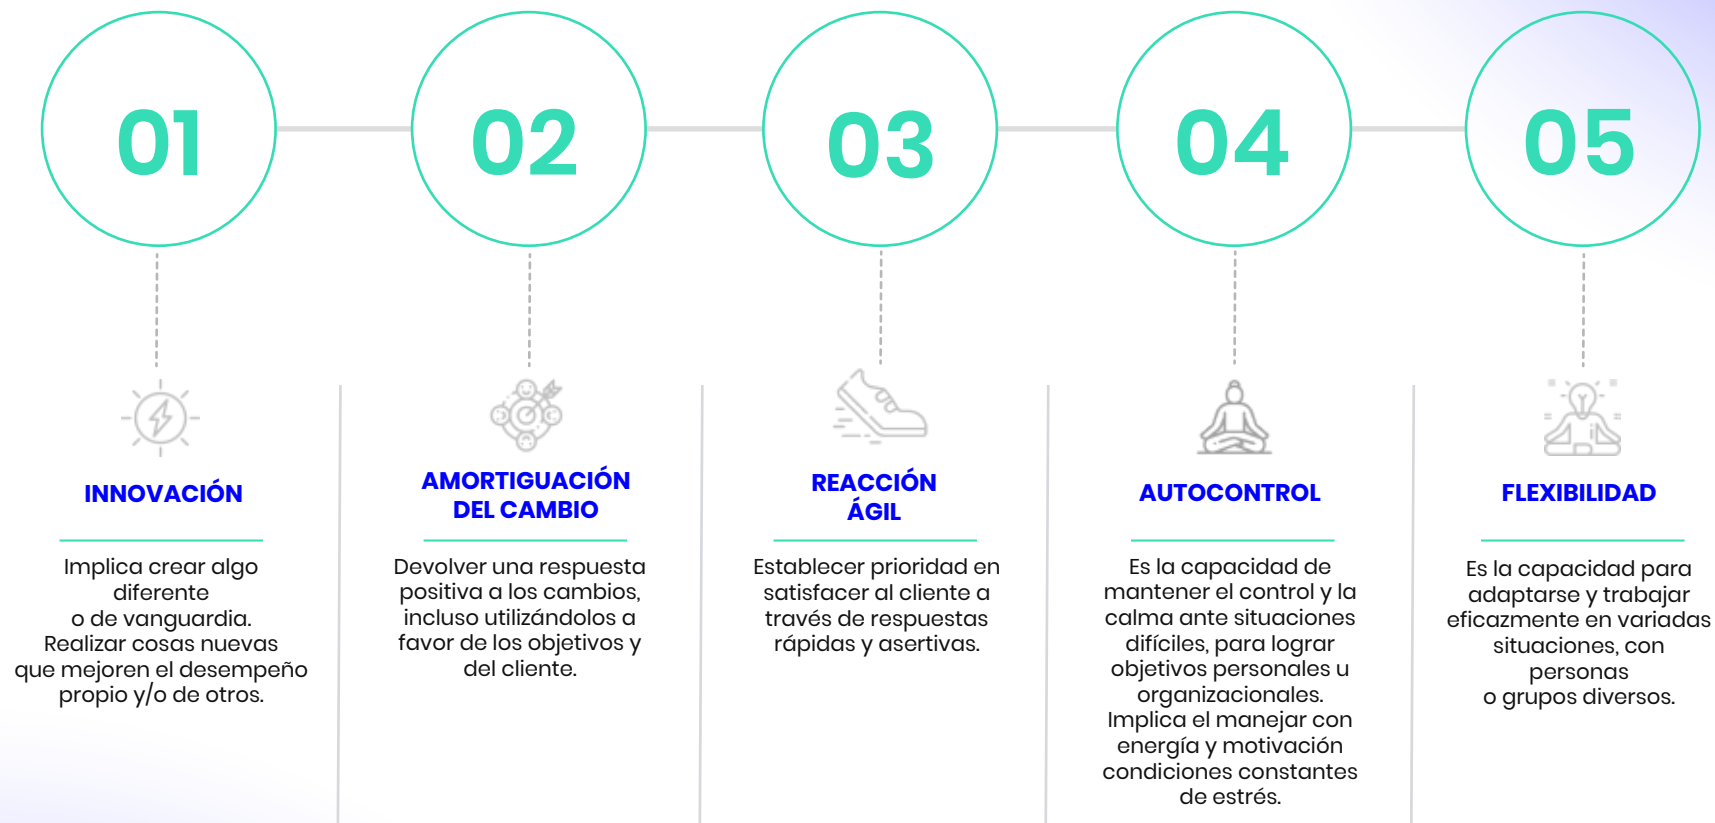 01
02
03
04
05
INNOVACIÓN
Implica crear algo
diferente
o de vanguardia.
Realizar cosas nuevas
que mejoren el desempeño
propio y/o de otros.
AMORTIGUACIÓN
DEL CAMBIO
Devolver una respuesta
positiva a los cambios,
incluso utilizándolos a
favor de los objetivos y
del cliente.
REACCIÓN
ÁGIL
Establecer prioridad en
satisfacer al cliente a
través de respuestas
rápidas y asertivas.
AUTOCONTROL
Es la capacidad de
mantener el control y la
calma ante situaciones
difíciles, para lograr
objetivos personales u
organizacionales.
Implica el manejar con
energía y motivación
condiciones constantes
de estrés.
FLEXIBILIDAD
Es la capacidad para
adaptarse y trabajar
eficazmente en variadas
situaciones, con
personas
o grupos diversos.